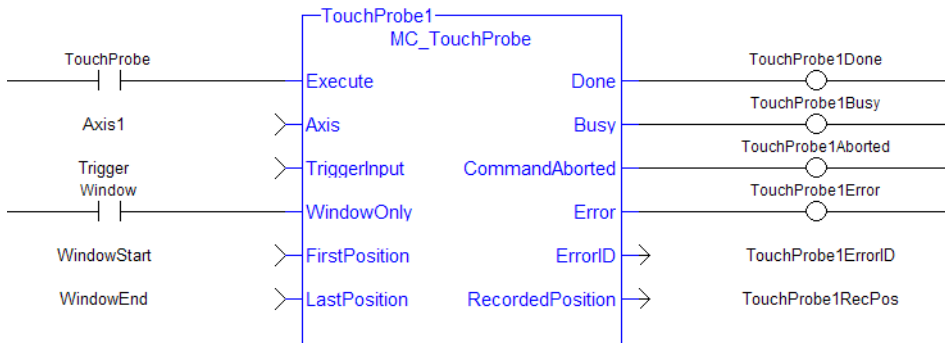 TouchProbe1
MC_TouchProbe
TouchProbe Execute Done TouchProbe1Done
Axis1 Axis Busy TouchProbe1Busy
Trigger TriggerInput CommandAborted TouchProbe1Aborted
Window WindowOnly Error TouchProbe1Error
WindowStart FirstPosition ErrorID TouchProbe1ErrorID
WindowEnd LastPosition RecordedPosition TouchProbe1RecPos